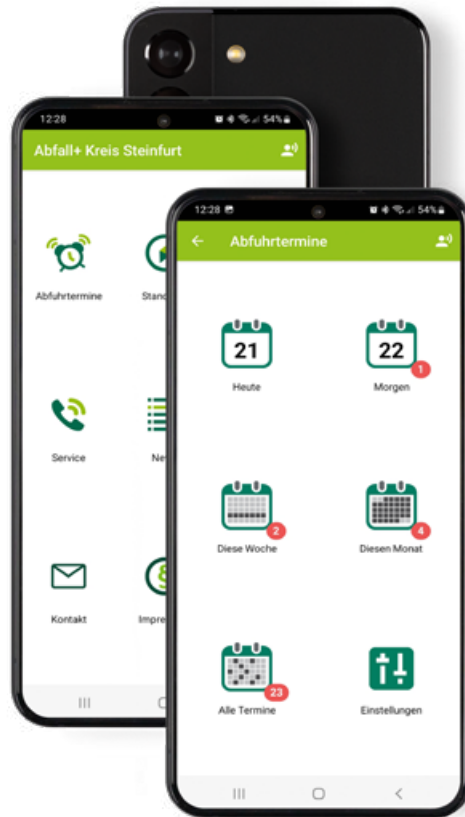 12:28
54%
Abfall+ Kreis Steinfurt
Abfuhrtermine
Service
Kontakt
12:28
54%
Abfuhrtermine
21
22
1
Heute
Morgen
2
4
Diese Woche
Diesen Monat
23
Alle Termine
Einstellungen